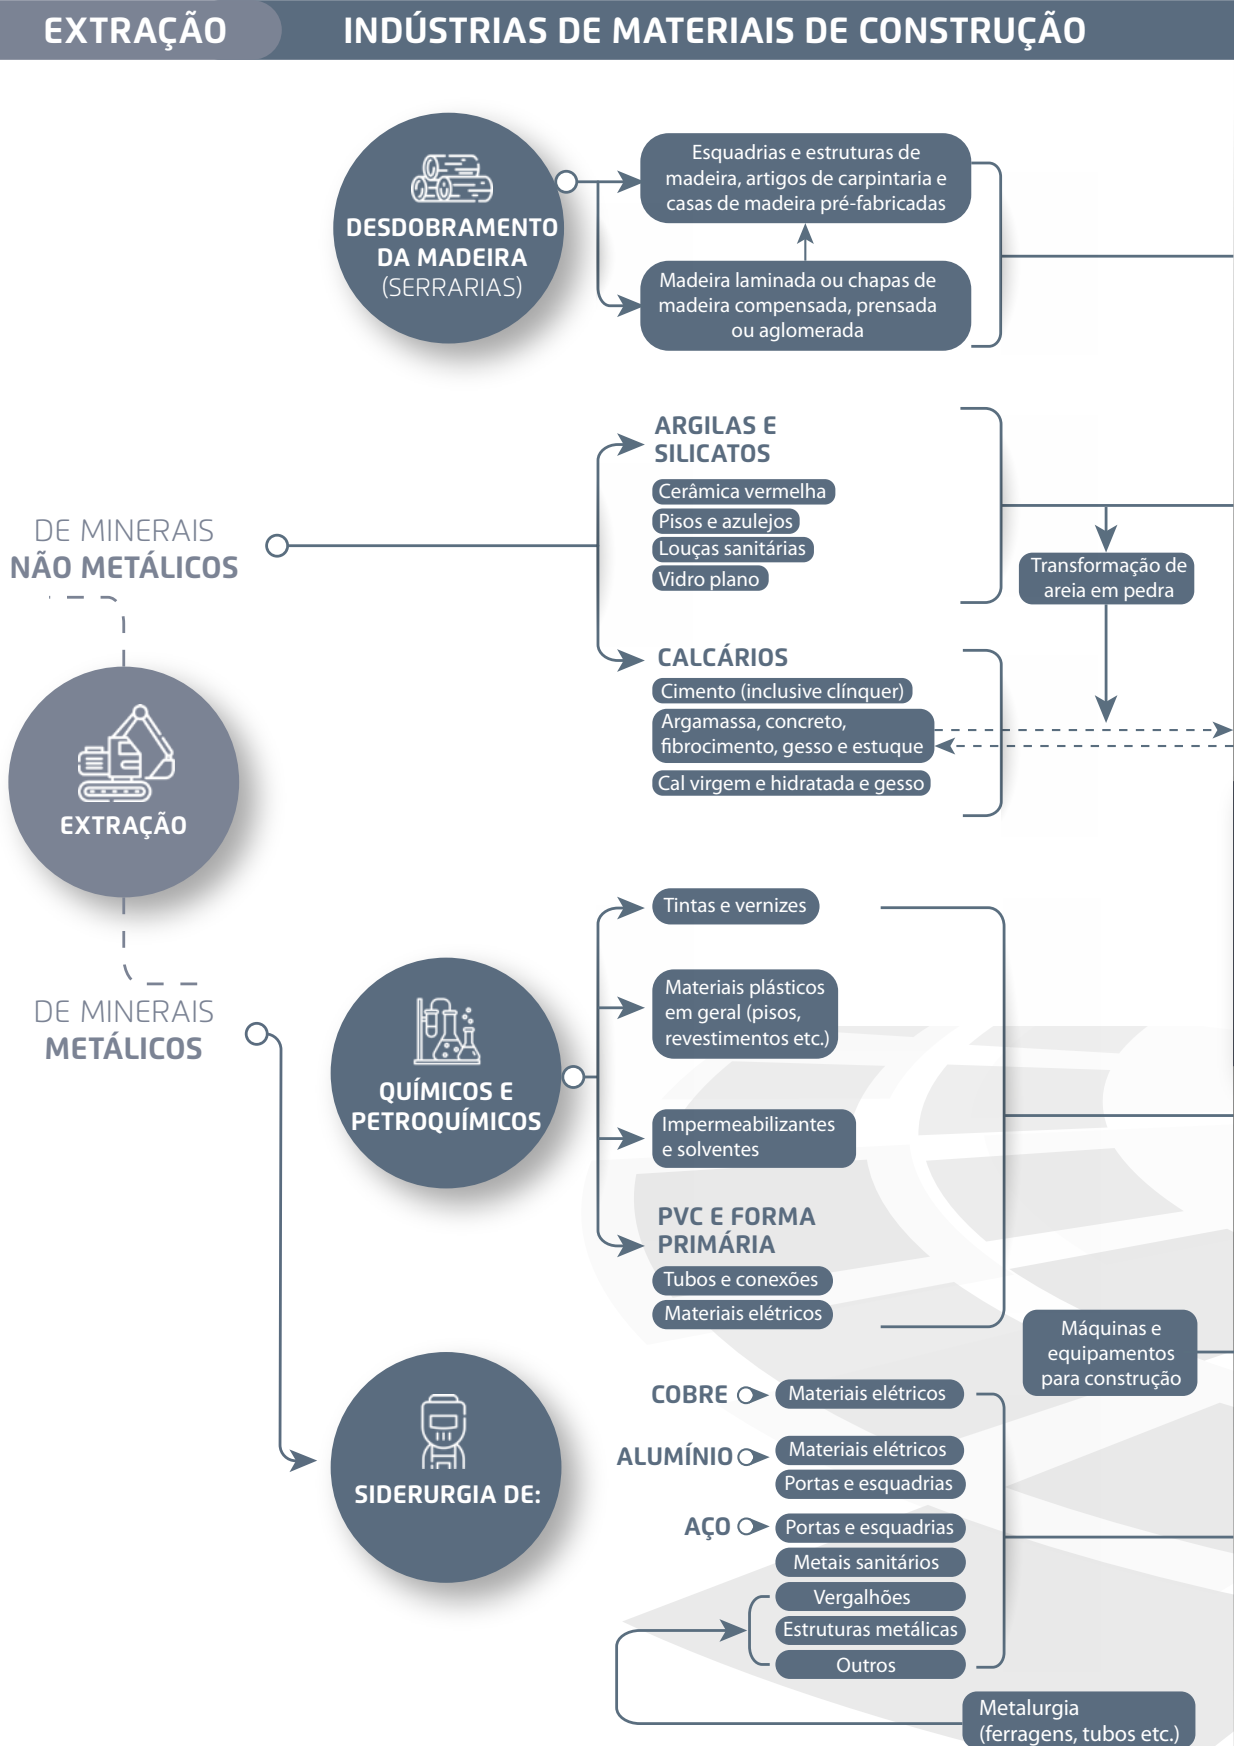 EXTRAÇÃO
INDÚSTRIAS DE MATERIAIS DE CONSTRUÇÃO
DESDOBRAMENTO
DA MADEIRA
(SERRARIAS)
Esquadrias e estruturas de
madeira, artigos de carpintaria e
casas de madeira pré-fabricadas
Madeira laminada ou chapas de
madeira compensada, prensada
ou aglomerada
DE MINERAIS
NÃO METÁLICOS
ARGILAS E
SILICATOS
Cerâmica vermelha
Pisos e azulejos
Louças sanitárias
Vidro plano
Transformação de
areia em pedra
CALCÁRIOS
Cimento (inclusive clínquer)
Argamassa, concreto,
fibrocimento, gesso e estuque
Cal virgem e hidratada e gesso
EXTRAÇÃO
DE MINERAIS
METÁLICOS
QUÍMICOS E
PETROQUÍMICOS
Tintas e vernizes
Materiais plásticos
em geral (pisos,
revestimentos etc.)
Impermeabilizantes
e solventes
PVC E FORMA
PRIMÁRIA
Tubos e conexões
Materiais elétricos
Máquinas e
equipamentos
para construção
SIDERURGIA DE:
COBRE
Materiais elétricos
ALUMÍNIO
Materiais elétricos
Portas e esquadrias
AÇO
Portas e esquadrias
Metais sanitários
Vergalhões
Estruturas metálicas
Outros
Metalurgia
(ferragens, tubos etc.)